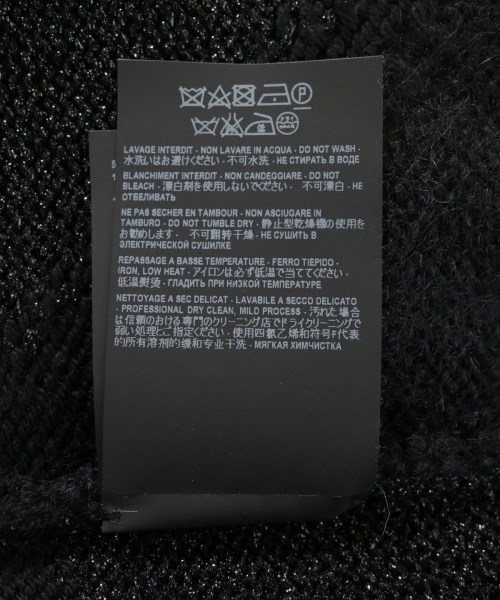 P
ドライ
LAVAGE INTERDIT - NON LAVARE IN ACQUA - DO NOT WASH -
水洗いはお避けください - 不可水洗 - НЕ СТИРАТЬ В ВОДЕ
BLANCHIMENT INTERDIT - NON CANDEGGIARE - DO NOT
BLEACH - 漂白剤を使用しないでください - 不可漂白 - НЕ
ОТБЕЛИВАТЬ
NE PAS SECHER EN TAMBOUR - NON ASCIUGARE IN
TAMBURO - DO NOT TUMBLE DRY - 静止型乾燥機の使用をお
勧めします - 不可翻转干燥 - НЕ СУШИТЬ В
ЭЛЕКТРИЧЕСКОЙ СУШИЛКЕ
REPASSAGE A BASSE TEMPERATURE - FERRO TIEPIDO -
IRON, LOW HEAT - アイロンは必ず低温で当ててください -
低温熨烫 - ГЛАДИТЬ ПРИ НИЗКОЙ ТЕМПЕРАТУРЕ
NETTOYAGE A SEC DELICAT - LAVABILE A SECCO DELICATO
- PROFESSIONAL DRY CLEAN, MILD PROCESS - 汚れた場合
は信頼のおける専門のクリーニング店でドライクリーニングで
弱い処理とご指定ください - 使用四氯乙烯和符号F代表
的所有溶剂的缓和专业干洗 - МЯГКАЯ ХИМЧИСТКА